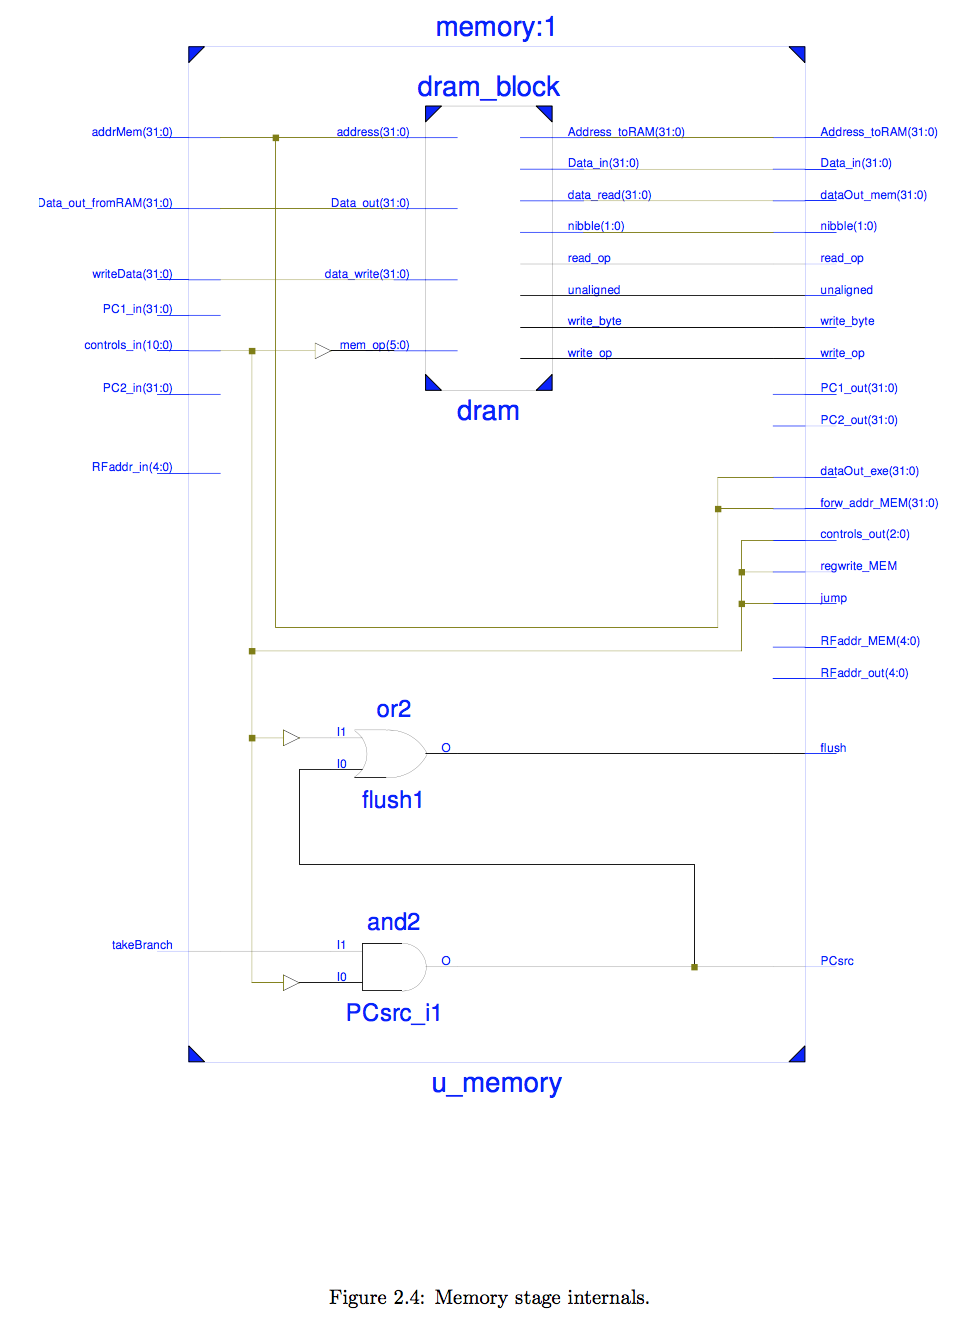 memory:1
dram_block
addrMem(31:0)
address(31:0)
Address_toRAM(31:0)
Address_toRAM(31:0)
Data_in(31:0)
Data_in(31:0)
Data_out_fromRAM(31:0)
Data_out(31:0)
data_read(31:0)
dataOut_mem(31:0)
nibble(1:0)
nibble(1:0)
read_op
read_op
writeData(31:0)
data_write(31:0)
unaligned
unaligned
PC1_in(31:0)
write_byte
write_byte
controls_in(10:0)
mem_op(5:0)
write_op
write_op
PC2_in(31:0)
PC1_out(31:0)
dram
PC2_out(31:0)
RFaddr_in(4:0)
dataOut_exe(31:0)
forw_addr_MEM(31:0)
controls_out(2:0)
regwrite_MEM
jump
RFaddr_MEM(4:0)
RFaddr_out(4:0)
or2
I1
I0
O
flush
flush1
and2
takeBranch
I1
I0
O
PCsrc
PCsrc_i1
u_memory
Figure 2.4: Memory stage internals.